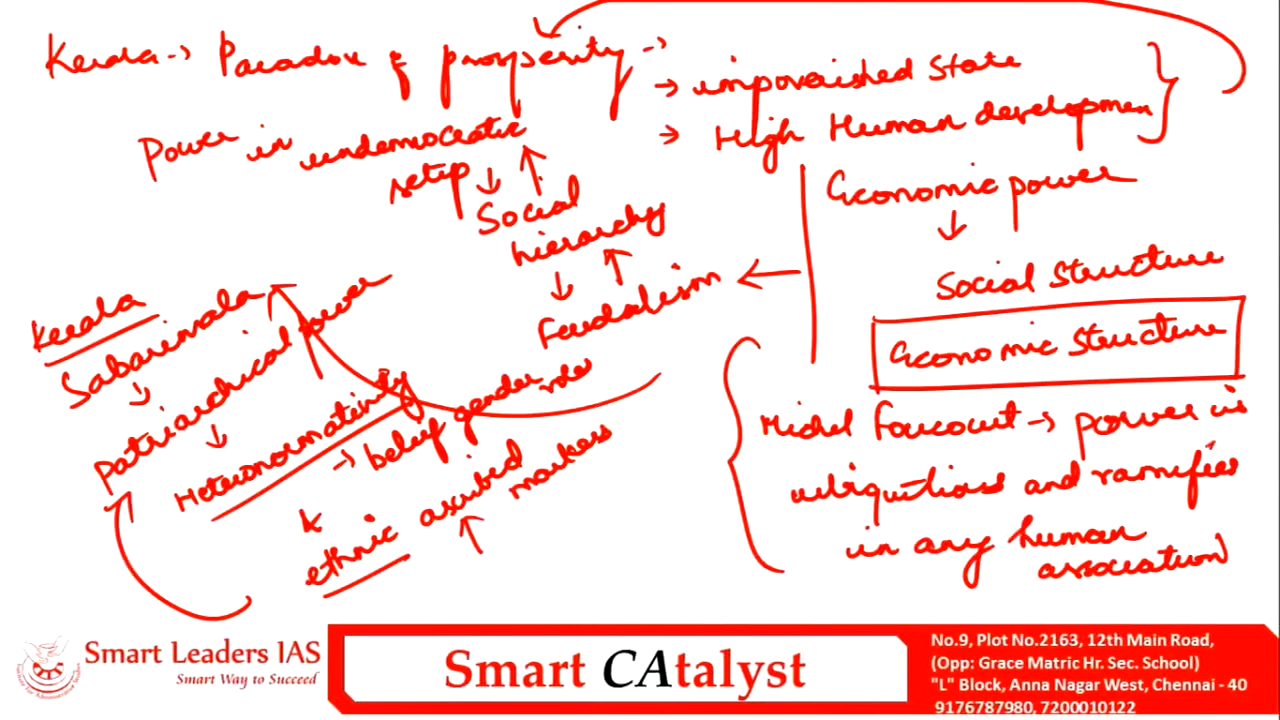 Kerala → Paradox of prosperity →
→ impoverished State
→ High Human developmen
Power in undemocratic
setup
Social
hierarchy
Feudalism
Economic power
Social Structure
Economic Structure
Michel Foucourt → power is
ubiquitious and ramifies
in any human
association
Kerala
Sabarimala
Patriarchical power
Heteronormativity
→ belief gender roles
ethnic ascribed markers
Smart Leaders IAS
Smart Way to Succeed
Smart CAtalyst
No.9, Plot No.2163, 12th Main Road,
(Opp: Grace Matric Hr. Sec. School)
"L" Block, Anna Nagar West, Chennai - 40
9176787980, 7200010122